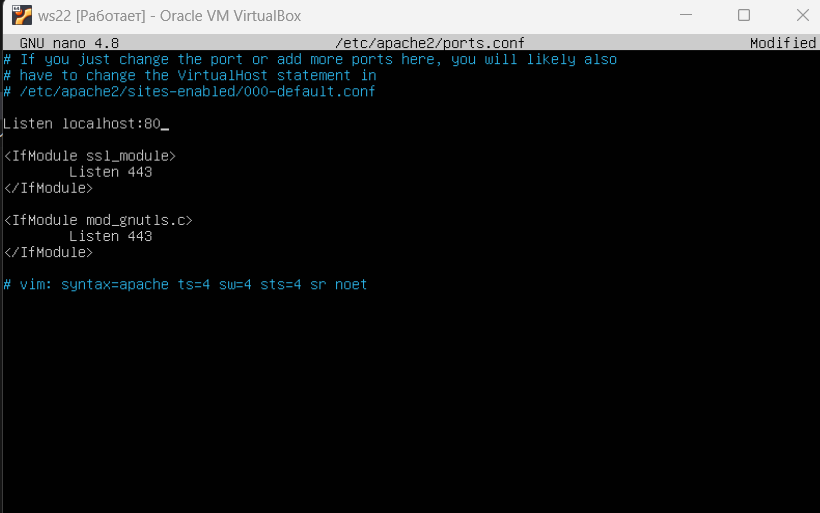 ws22 [Работает] - Oracle VM VirtualBox
GNU nano 4.8 /etc/apache2/ports.conf Modified
# If you just change the port or add more ports here, you will likely also
# have to change the VirtualHost statement in
# /etc/apache2/sites-enabled/000-default.conf
Listen localhost:80_
<IfModule ssl_module>
Listen 443
</IfModule>
<IfModule mod_gnutls.c>
Listen 443
</IfModule>
# vim: syntax=apache ts=4 sw=4 sts=4 sr noet